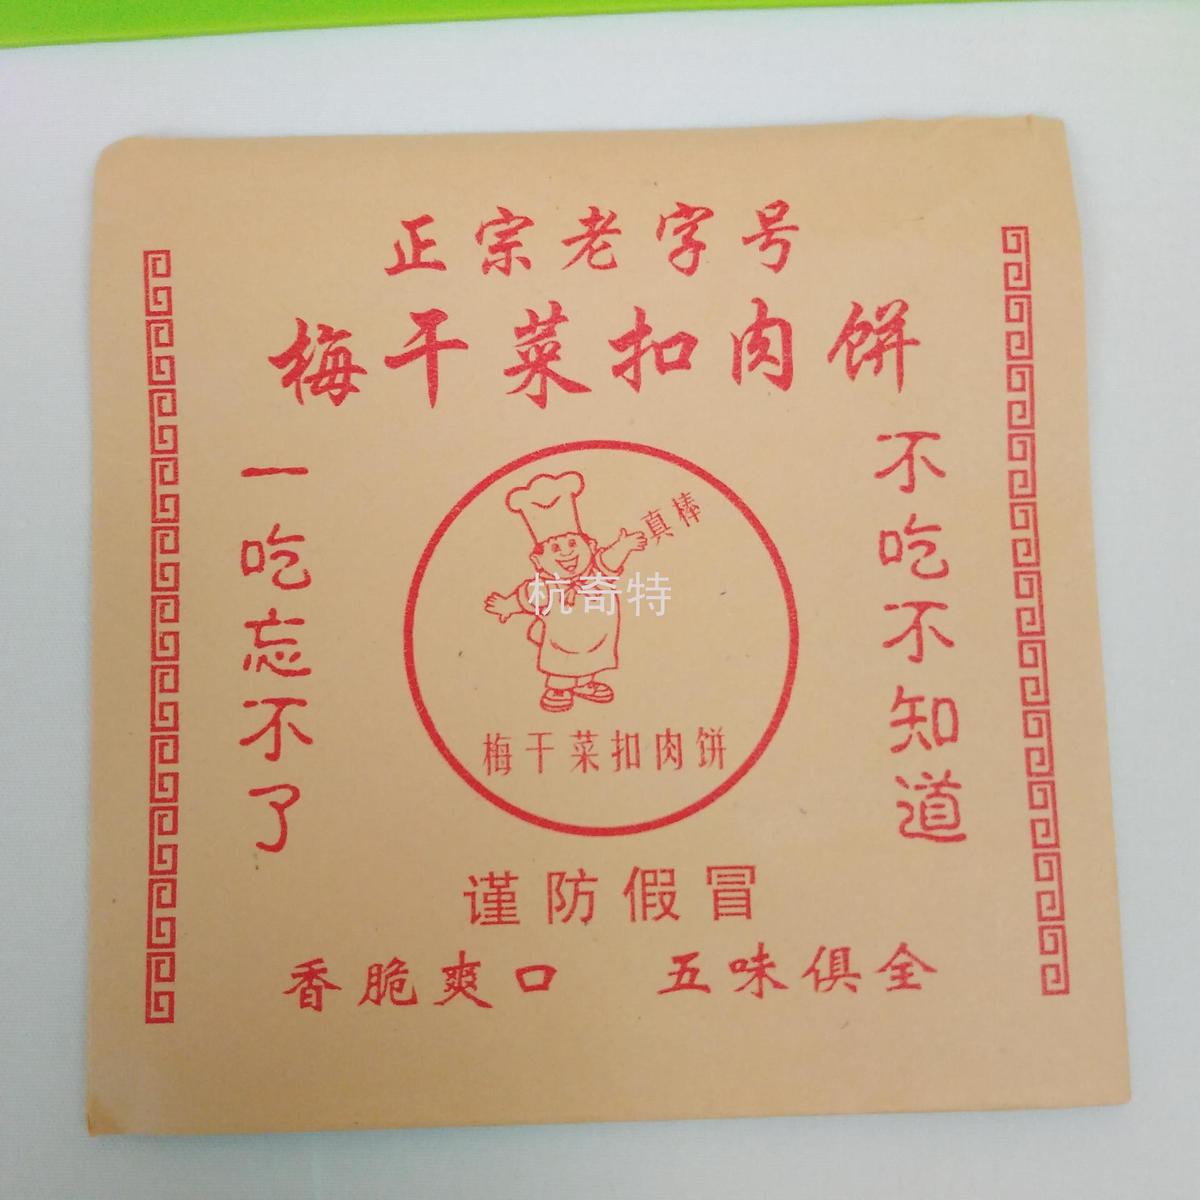 正宗老字号
梅干菜扣肉饼
不吃不知道
一吃忘不了
真棒
杭奇特
梅干菜扣肉饼
谨防假冒
香脆爽口 五味俱全